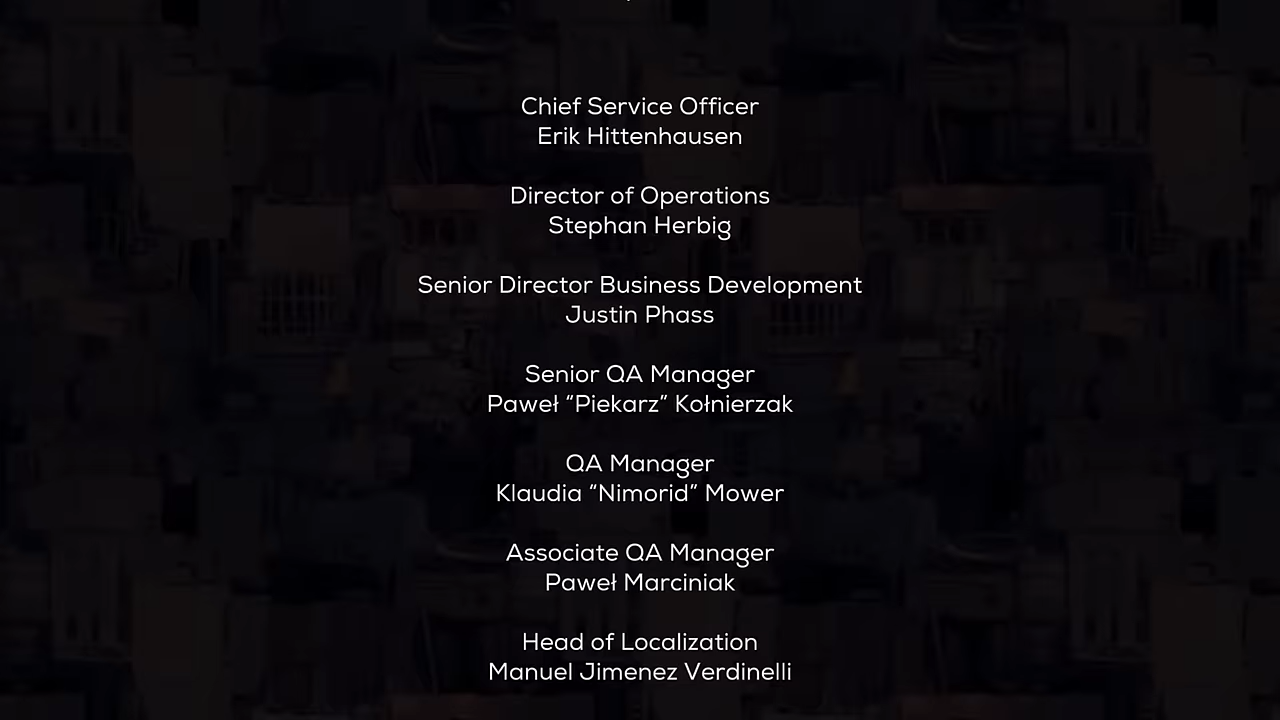 Chief Service Officer
Erik Hittenhausen
Director of Operations
Stephan Herbig
Senior Director Business Development
Justin Phass
Senior QA Manager
Paweł “Piekarz” Kołnierzak
QA Manager
Klaudia “Nimorid” Mower
Associate QA Manager
Paweł Marciniak
Head of Localization
Manuel Jimenez Verdinelli